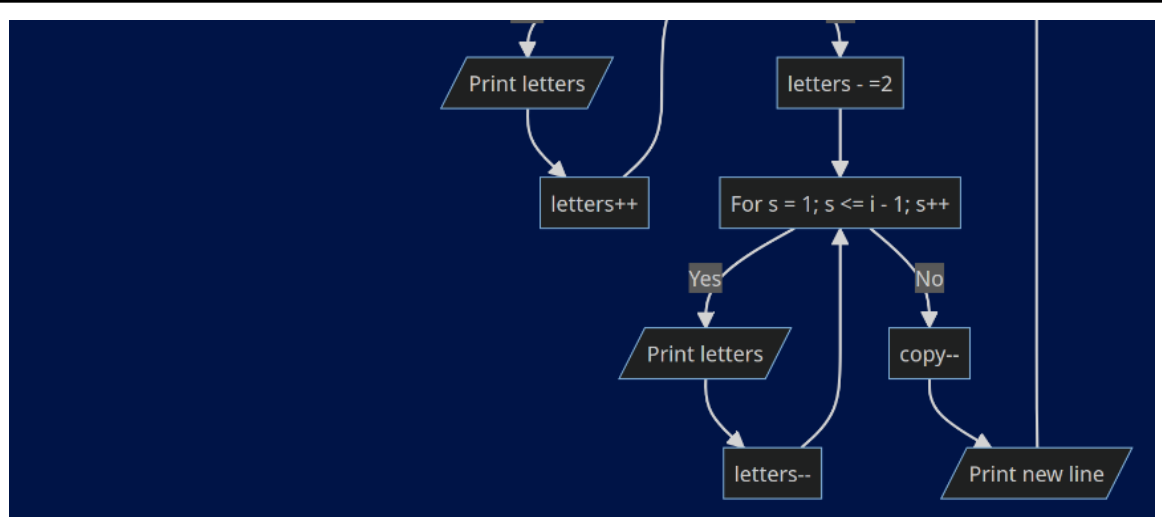 Print letters
letters - =2
letters++
For s = 1; s <= i - 1; s++
Yes
No
Print letters
copy--
letters--
Print new line